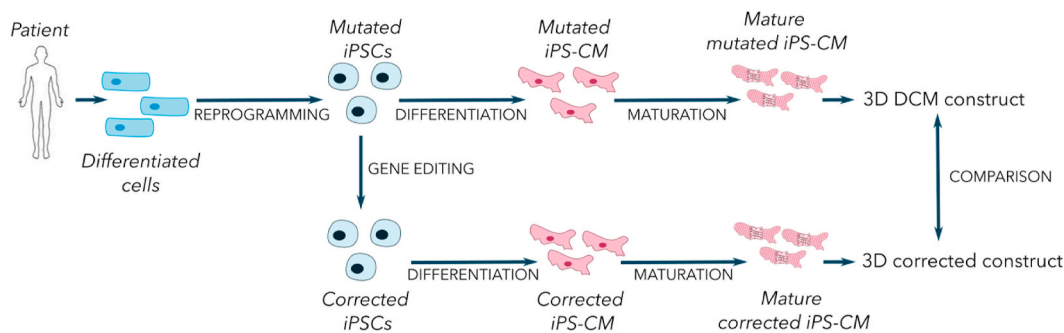 Patient
Mutated
iPSCs
Mutated
iPS-CM
Mature
mutated iPS-CM
REPROGRAMMING
DIFFERENTIATION
MATURATION
3D DCM construct
Differentiated
cells
GENE EDITING
COMPARISON
DIFFERENTIATION
MATURATION
3D corrected construct
Corrected
iPSCs
Corrected
iPS-CM
Mature
corrected iPS-CM